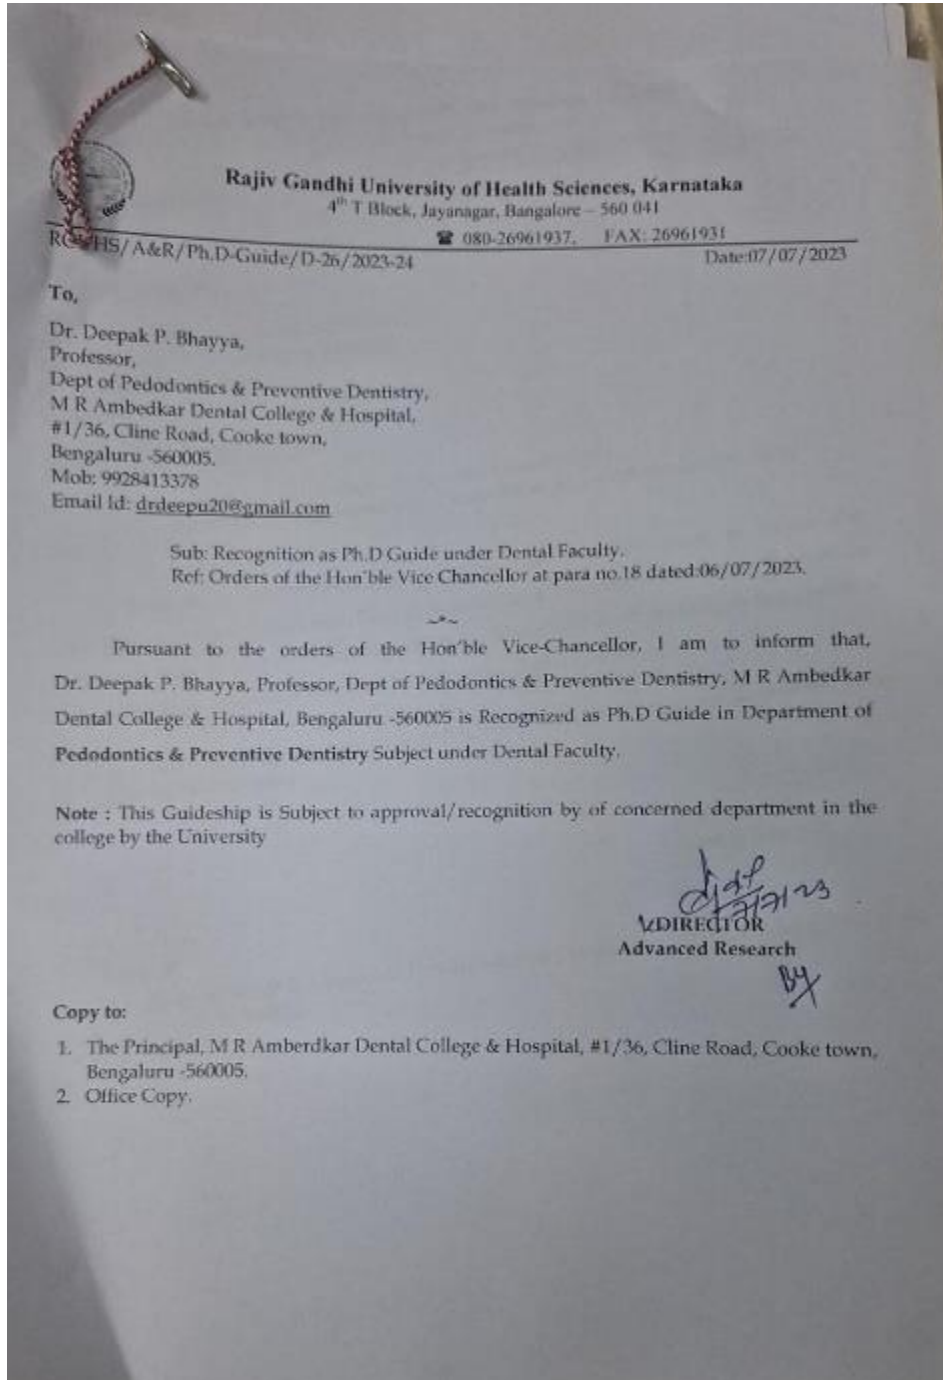 Rajiv Gandhi University of Health Sciences, Karnataka
4th T Block, Jayanagar, Bangalore – 560 041
☎ 080-26961937, FAX: 26961931
HS/A&R/Ph.D-Guide/D-26/2023-24 Date:07/07/2023
To,
Dr. Deepak P. Bhayya,
Professor,
Dept of Pedodontics & Preventive Dentistry,
M R Ambedkar Dental College & Hospital,
#1/36, Cline Road, Cooke town,
Bengaluru -560005.
Mob: 9928413378
Email Id: drdeepu20@gmail.com
Sub: Recognition as Ph.D Guide under Dental Faculty.
Ref: Orders of the Hon'ble Vice Chancellor at para no.18 dated:06/07/2023.
Pursuant to the orders of the Hon'ble Vice-Chancellor, I am to inform that,
Dr. Deepak P. Bhayya, Professor, Dept of Pedodontics & Preventive Dentistry, M R Ambedkar
Dental College & Hospital, Bengaluru -560005 is Recognized as Ph.D Guide in Department of
Pedodontics & Preventive Dentistry Subject under Dental Faculty.
Note : This Guideship is Subject to approval/recognition by of concerned department in the
college by the University
7/7/23
DIRECTOR
Advanced Research
Copy to:
1. The Principal, M R Amberdkar Dental College & Hospital, #1/36, Cline Road, Cooke town,
Bengaluru -560005.
2. Office Copy.